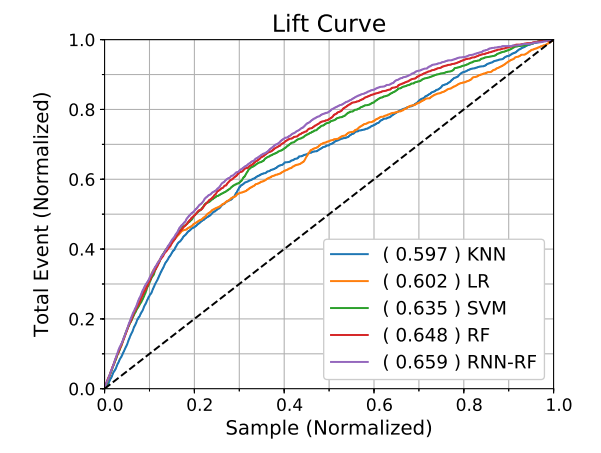 Lift Curve
Total Event (Normalized)
1.0
0.8
0.6
0.4
0.2
0.0
( 0.597 ) KNN
( 0.602 ) LR
( 0.635 ) SVM
( 0.648 ) RF
( 0.659 ) RNN-RF
0.0 0.2 0.4 0.6 0.8 1.0
Sample (Normalized)